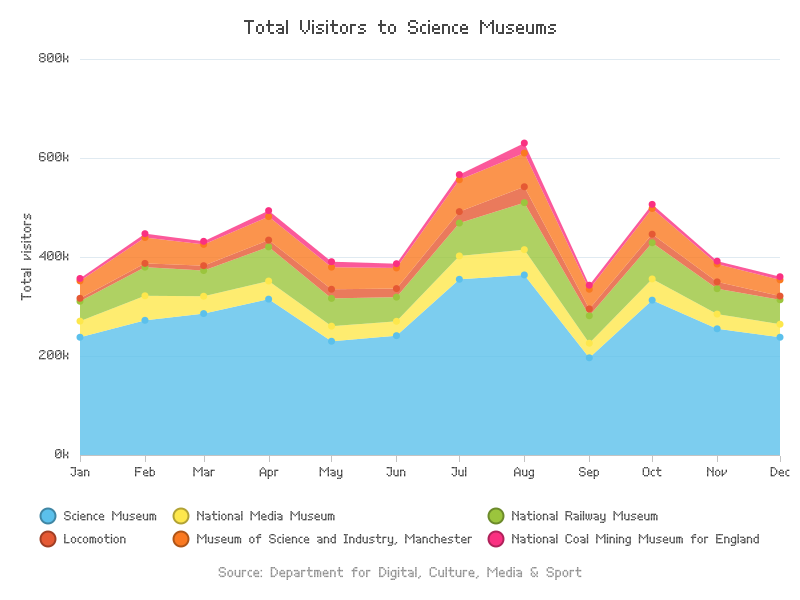 Total Visitors to Science Museums
800k
600k
400k
200k
0k
Total visitors
Jan Feb Mar Apr May Jun Jul Aug Sep Oct Nov Dec
Science Museum National Media Museum National Railway Museum
Locomotion Museum of Science and Industry, Manchester National Coal Mining Museum for England
Source: Department for Digital, Culture, Media & Sport